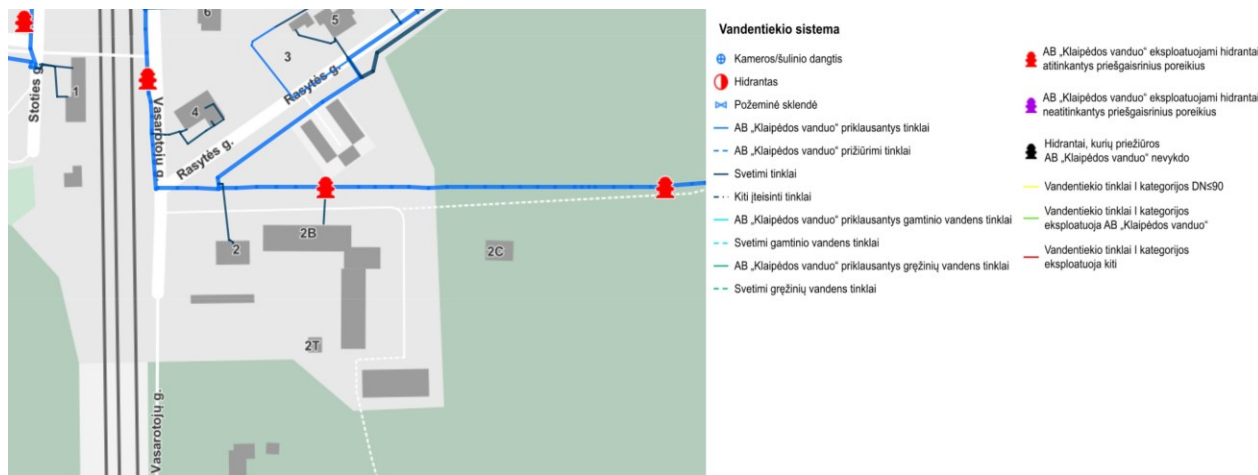 6
5
3
Rasytės g.
1
Stoties g.
Vasarotojų g.
4
Rasytės g.
2
2B
2C
2T
Vasarotojų g.
Vandentiekio sistema
Kameros/šulinio dangtis
Hidrantas
Požeminė sklendė
AB „Klaipėdos vanduo“ priklausantys tinklai
AB „Klaipėdos vanduo“ prižiūrimi tinklai
Svetimi tinklai
Kiti įteisinti tinklai
AB „Klaipėdos vanduo“ priklausantys gamtinio vandens tinklai
Svetimi gamtinio vandens tinklai
AB „Klaipėdos vanduo“ priklausantys gręžinių vandens tinklai
Svetimi gręžinių vandens tinklai
AB „Klaipėdos vanduo“ eksploatuojami hidrantai
atitinkantys priešgaisrinius poreikius
AB „Klaipėdos vanduo“ eksploatuojami hidrantai
neatitinkantys priešgaisrinius poreikius
Hidrantai, kurių priežiūros
AB „Klaipėdos vanduo“ nevykdo
Vandentiekio tinklai I kategorijos DN≤90
Vandentiekio tinklai I kategorijos
eksploatuoja AB „Klaipėdos vanduo“
Vandentiekio tinklai I kategorijos
eksploatuoja kiti